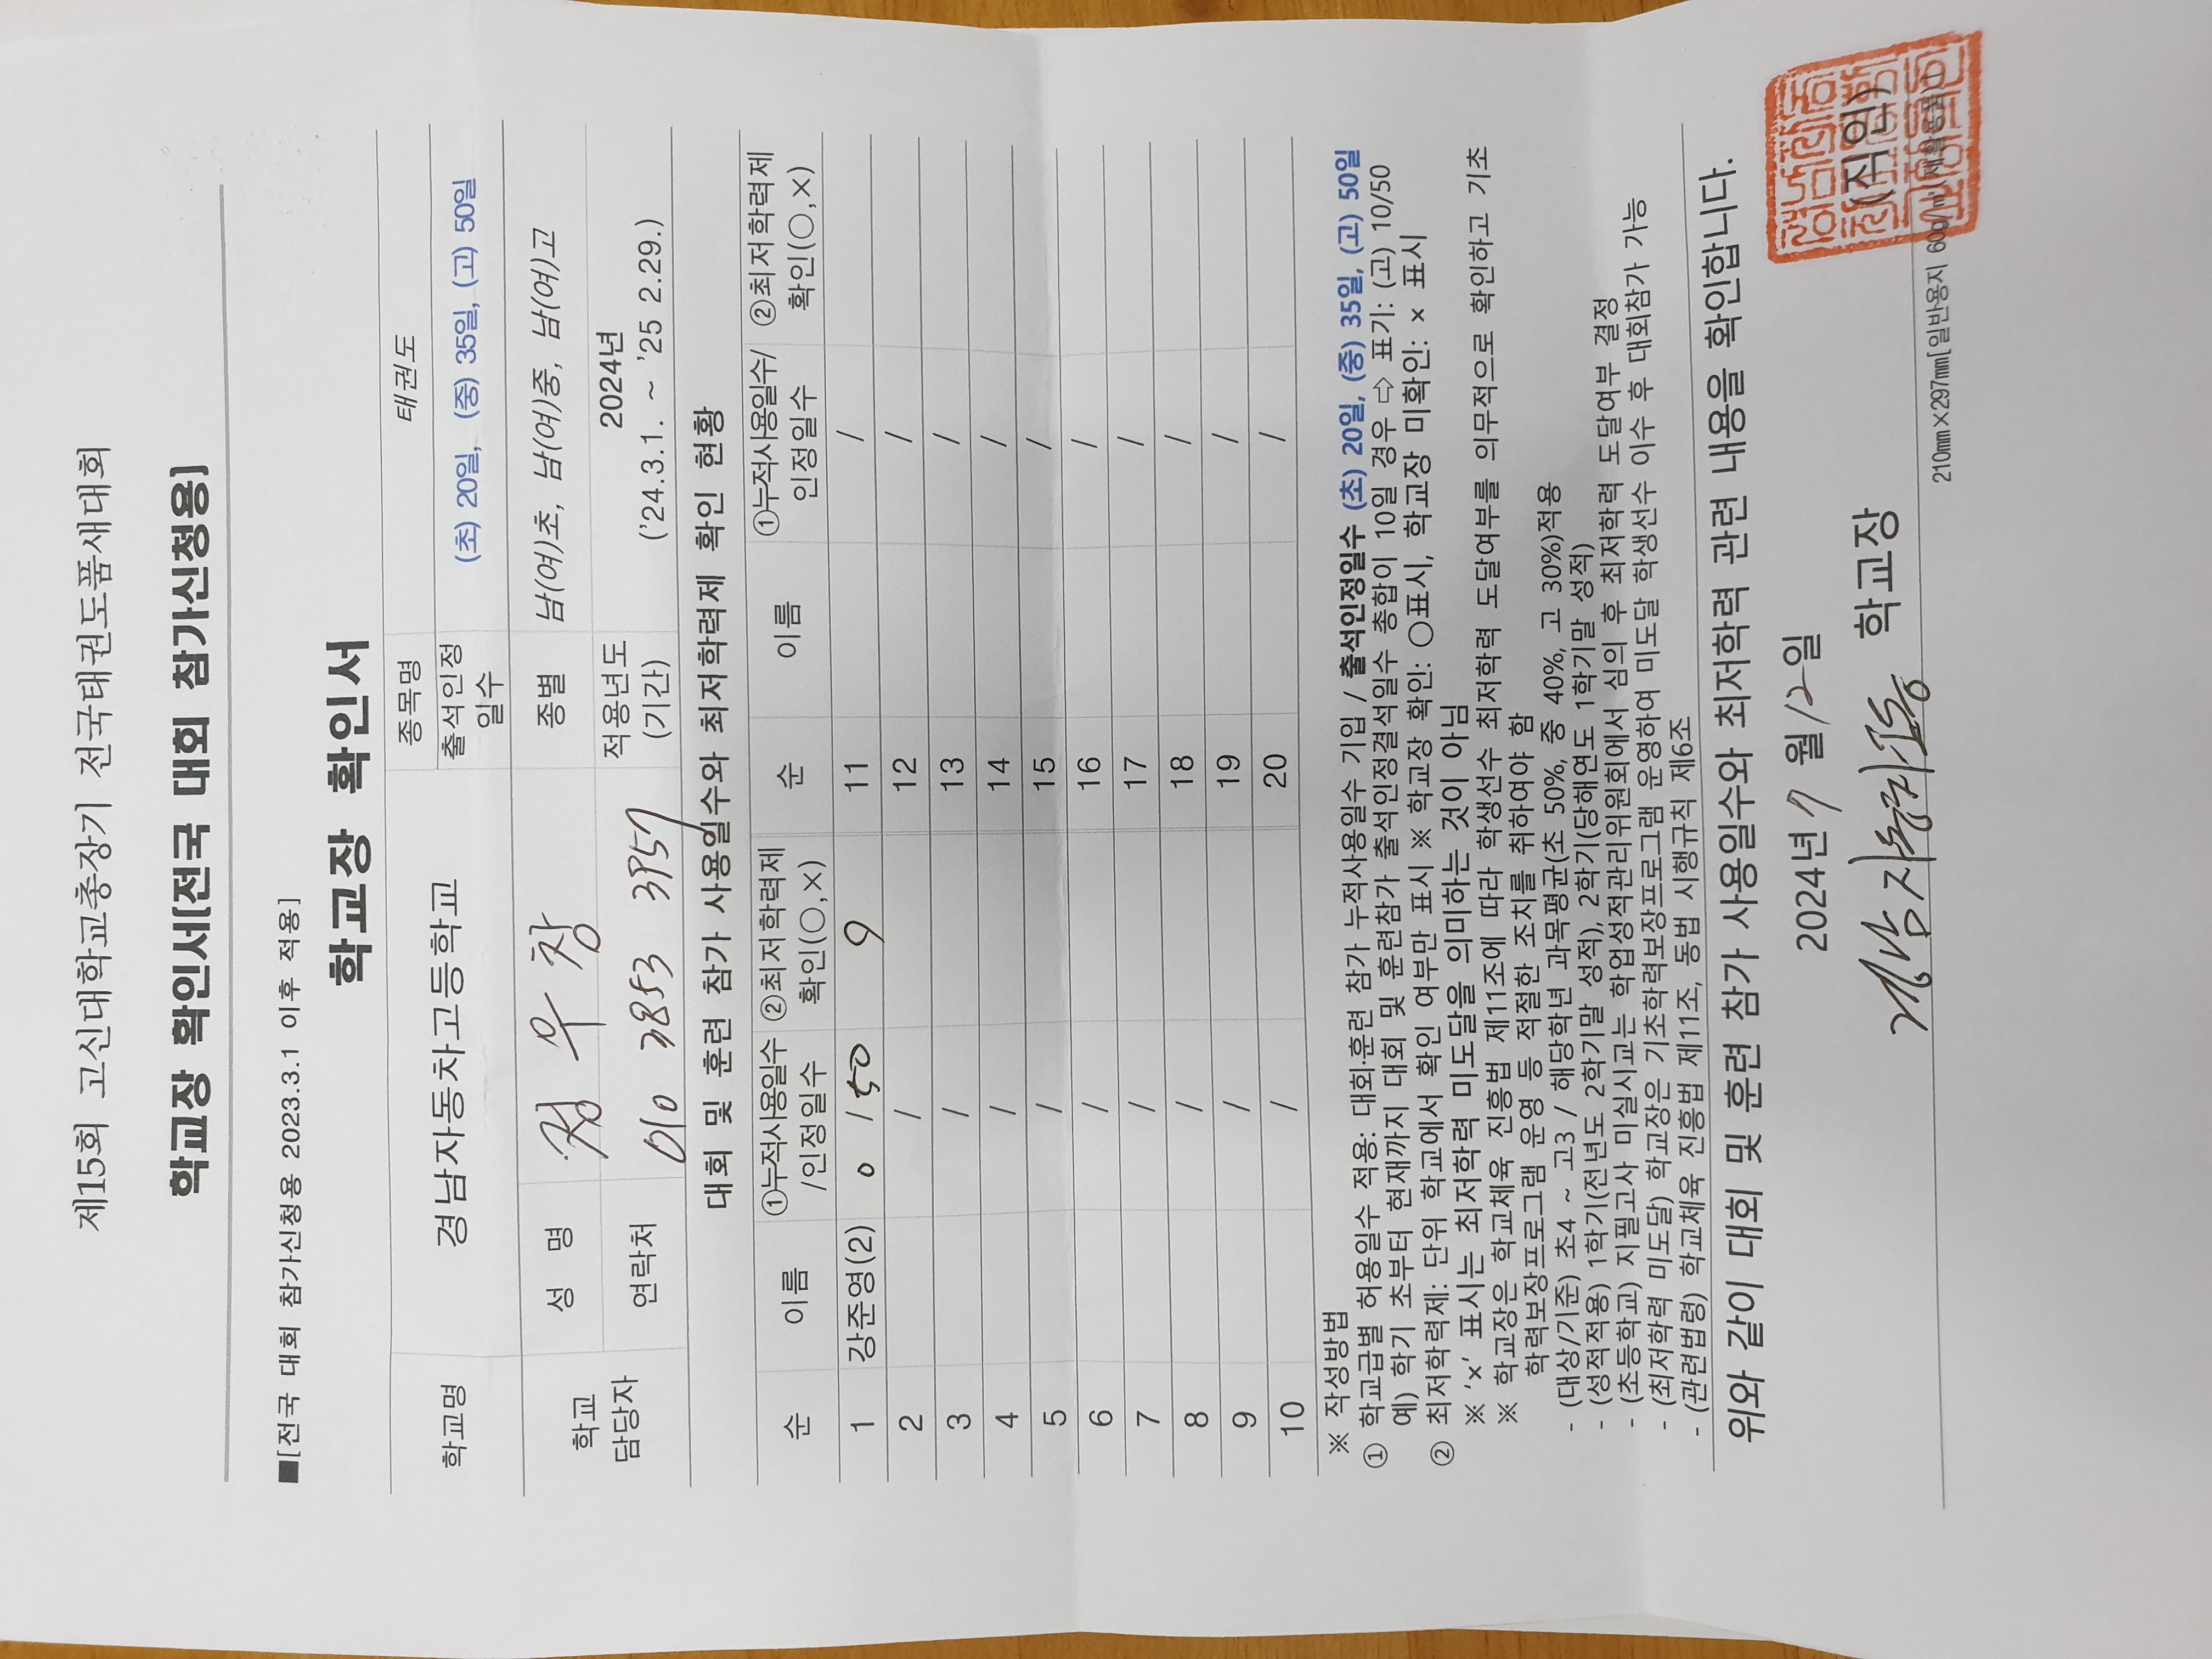 제15회 고신대학교총장기 전국태권도품새대회
학교장 확인서[전국 대회 참가신청용]
■[전국 대회 참가신청용 2023.3.1 이후 적용]
학교장 확인서
학교명 경남자동차고등학교 종목명 태권도
출석인정 일수 (초) 20일, (중) 35일, (고) 50일
학교 담당자 성 명 정우창 종별 남(여)초, 남(여)중, 남(여)고
연락처 010 3853 적용년도 (기간) 2024년 ('24.3.1. ~ '25 2.29.)
대회 및 훈련 참가 사용일수와 최저학력제 확인 현황
순 이름 ①누적사용일수 /인정일수 ②최저학력제 확인(○,×) 순 이름 ①누적사용일수/ 인정일수 ②최저학력제 확인(○,×)
1 강준영(2) 0 / 50 11 /
2 / 12 /
3 / 13 /
4 / 14 /
5 / 15 /
6 / 16 /
7 / 17 /
8 / 18 /
9 / 19 /
10 / 20 /
※ 작성방법
① 학교급별 허용일수 적용: 대회·훈련 참가 누적사용일수 기입 / 출석인정일수 (초) 20일, (중) 35일, (고) 50일
예) 학기 초부터 현재까지 대회 및 훈련참가 출석인정결석일수 총합이 10일 경우 ⇨ 표기: (고) 10/50
② 최저학력제: 단위 학교에서 확인 여부만 표시 ※ 학교장 확인: ○표시, 학교장 미확인: × 표시
※ '×' 표시는 최저학력 미도달을 의미하는 것이 아님
※ 학교장은 학교체육 진흥법 제11조에 따라 학생선수 최저학력 도달여부를 의무적으로 확인하고 기초
학력보장프로그램 운영 등 적절한 조치를 취하여야 함
- (대상/기준) 초4 ~ 고3 / 해당학년 과목평균(초 50%, 중 40%, 고 30%)적용
- (성적적용) 1학기(전년도 2학기말 성적), 2학기(당해연도 1학기말 성적)
- (초등학교) 지필고사 미실시교는 학업성적관리위원회에서 심의 후 최저학력 도달여부 결정
- (최저학력 미도달) 학교장은 기초학력보장프로그램 운영하여 미도달 학생선수 이수 후 대회참가 가능
- (관련법령) 학교체육 진흥법 제11조, 동법 시행규칙 제6조
위와 같이 대회 및 훈련 참가 사용일수와 최저학력 관련 내용을 확인합니다.
2024년 9월 12일
경남자동차고등 학교장 (직인)
210mm×297mm[일반용지 60g/㎡(재활용품)]